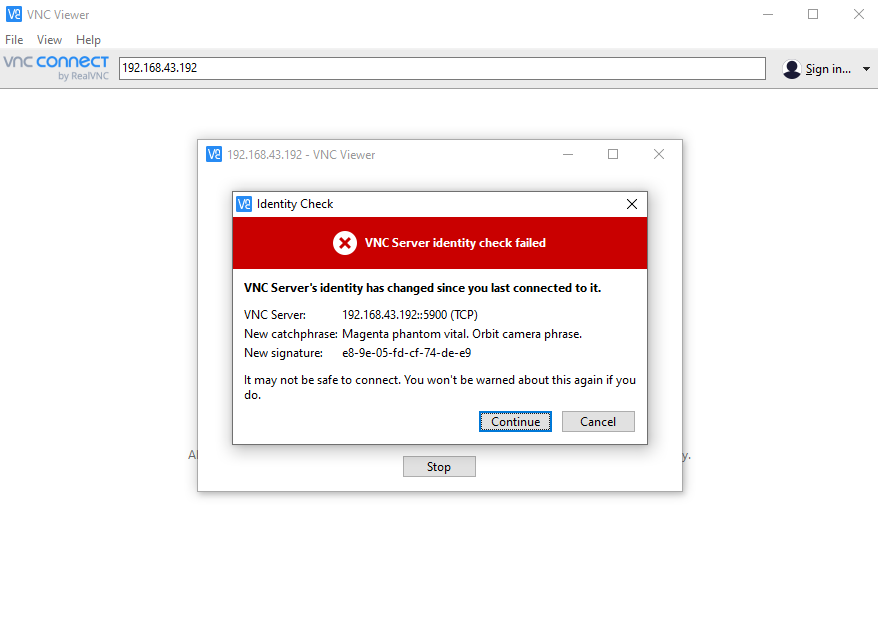 VNC Viewer
File View Help
vnc connect
by RealVNC
192.168.43.192
Sign in...
192.168.43.192 - VNC Viewer
Identity Check
VNC Server identity check failed
VNC Server's identity has changed since you last connected to it.
VNC Server: 192.168.43.192::5900 (TCP)
New catchphrase: Magenta phantom vital. Orbit camera phrase.
New signature: e8-9e-05-fd-cf-74-de-e9
It may not be safe to connect. You won't be warned about this again if you
do.
Continue Cancel
Stop